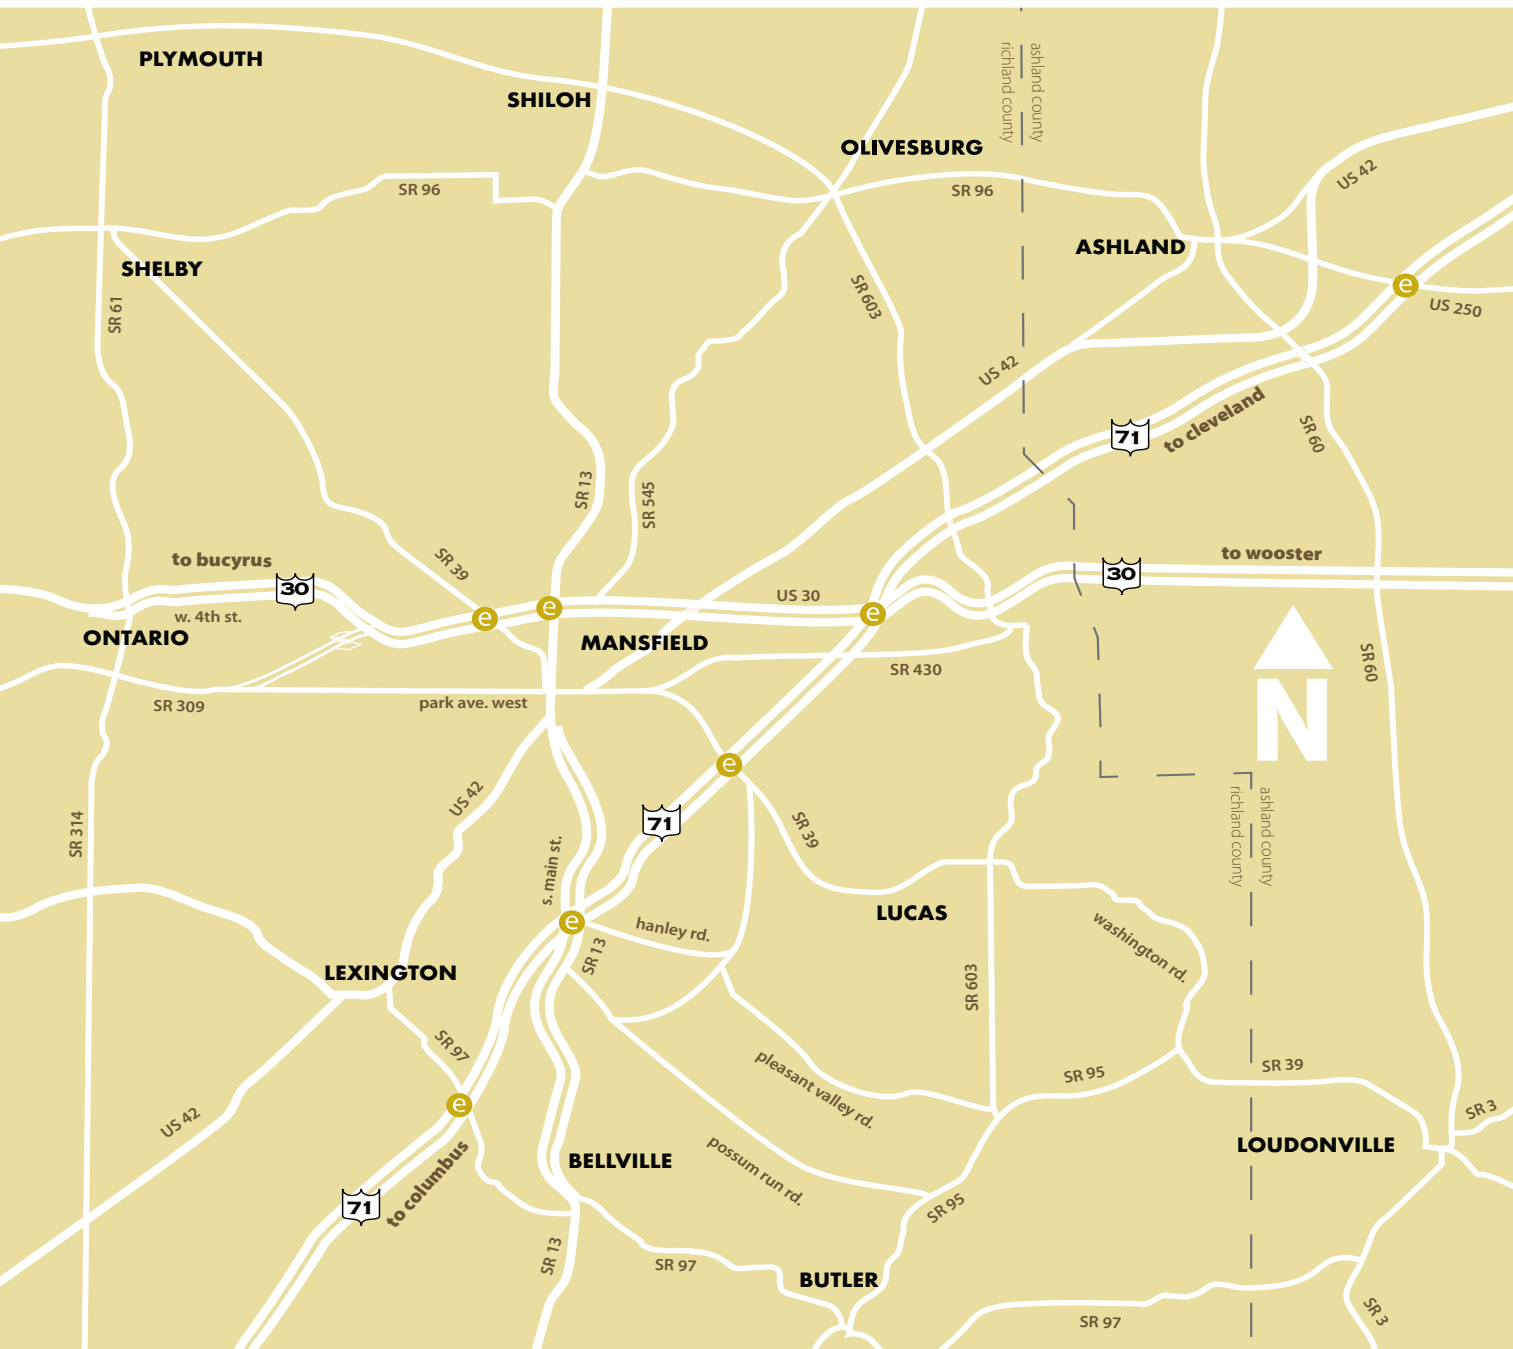 PLYMOUTH
SHILOH
richland county
ashland county
OLIVESBURG
US 42
SR 96
SR 96
ASHLAND
SHELBY
SR 61
SR 603
e
US 250
US 42
71
to cleveland
SR 60
SR 13
SR 545
to bucyrus
SR 39
30
to wooster
30
US 30
w. 4th st.
e
e
e
ONTARIO
MANSFIELD
SR 430
SR 60
SR 309
park ave. west
N
e
US 42
71
SR 314
SR 39
richland county
ashland county
s. main st.
LUCAS
e
hanley rd.
washington rd.
SR 13
LEXINGTON
SR 603
SR 97
pleasant valley rd.
SR 95
SR 39
e
US 42
SR 3
possum run rd.
LOUDONVILLE
BELLVILLE
to columbus
71
SR 95
SR 13
SR 97
BUTLER
SR 97
SR 3